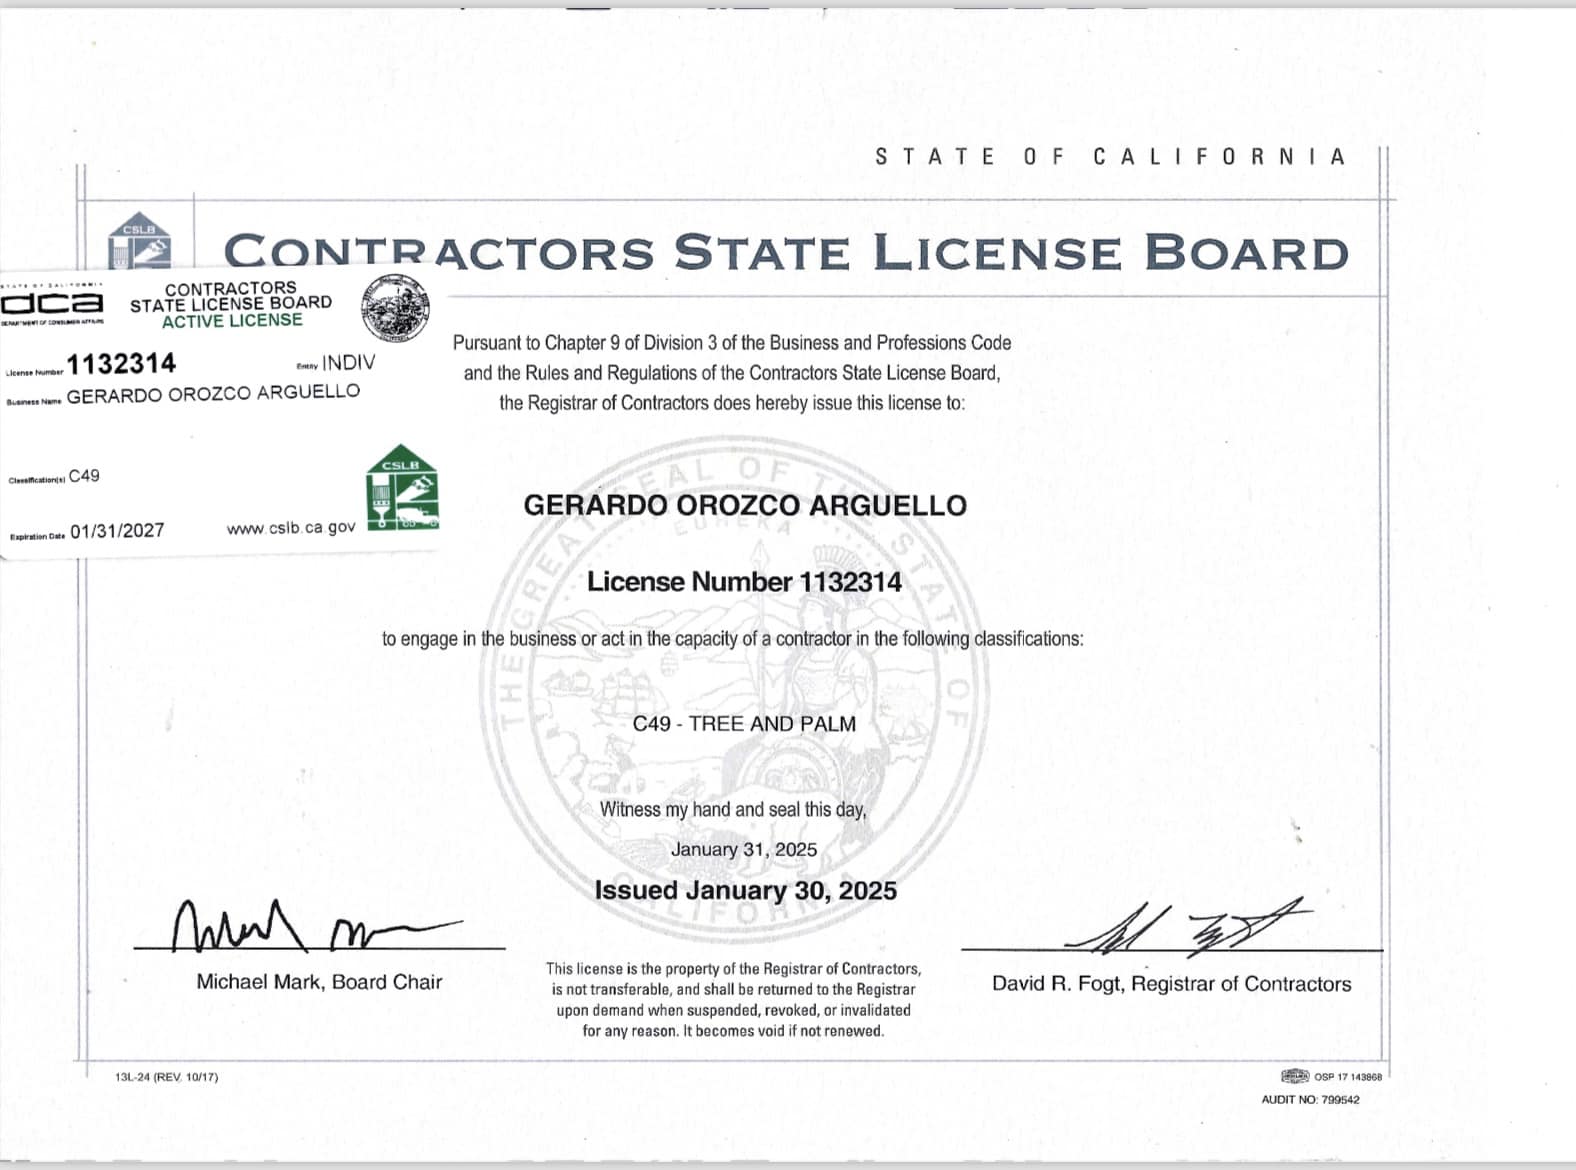 STATE OF CALIFORNIA
CSLB
CONTRACTORS STATE LICENSE BOARD
STATE OF CALIFORNIA
dca
DEPARTMENT OF CONSUMER AFFAIRS
CONTRACTORS
STATE LICENSE BOARD
ACTIVE LICENSE
License Number 1132314
Entity INDIV
Business Name GERARDO OROZCO ARGUELLO
Classification(s) C49
CSLB
Expiration Date 01/31/2027
www.cslb.ca.gov
Pursuant to Chapter 9 of Division 3 of the Business and Professions Code
and the Rules and Regulations of the Contractors State License Board,
the Registrar of Contractors does hereby issue this license to:
THE GREAT SEAL OF THE STATE OF CALIFORNIA
EUREKA
GERARDO OROZCO ARGUELLO
License Number 1132314
to engage in the business or act in the capacity of a contractor in the following classifications:
C49 - TREE AND PALM
Witness my hand and seal this day,
January 31, 2025
Issued January 30, 2025
Michael Mark, Board Chair
This license is the property of the Registrar of Contractors,
is not transferable, and shall be returned to the Registrar
upon demand when suspended, revoked, or invalidated
for any reason. It becomes void if not renewed.
David R. Fogt, Registrar of Contractors
13L-24 (REV. 10/17)
OSP 17 143868
AUDIT NO: 799542